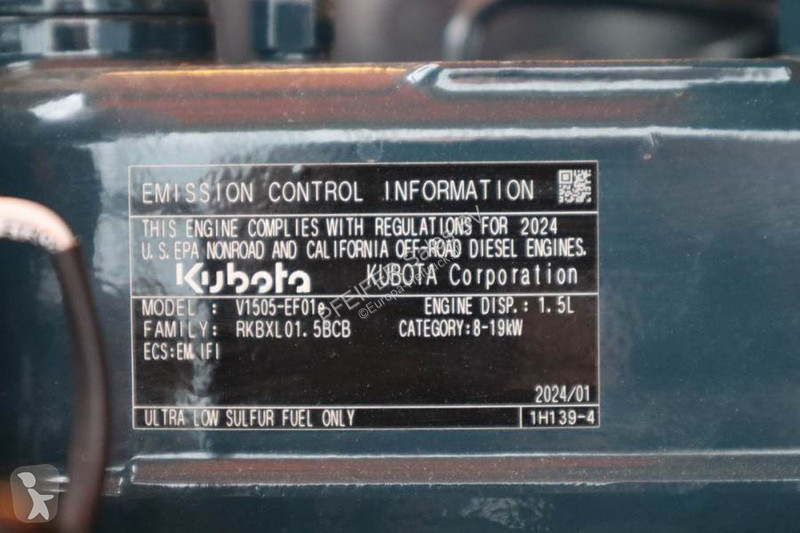 EMISSION CONTROL INFORMATION
THIS ENGINE COMPLIES WITH REGULATIONS FOR 2024
U.S. EPA NONROAD AND CALIFORNIA OFF-ROAD DIESEL ENGINES.
Kubota KUBOTA Corporation
MODEL: V1505-EF01e ENGINE DISP.: 1.5L
FAMILY: RKBXL01.5BCB CATEGORY:8-19kW
ECS:EM,IFI
2024/01
ULTRA LOW SULFUR FUEL ONLY 1H139-4